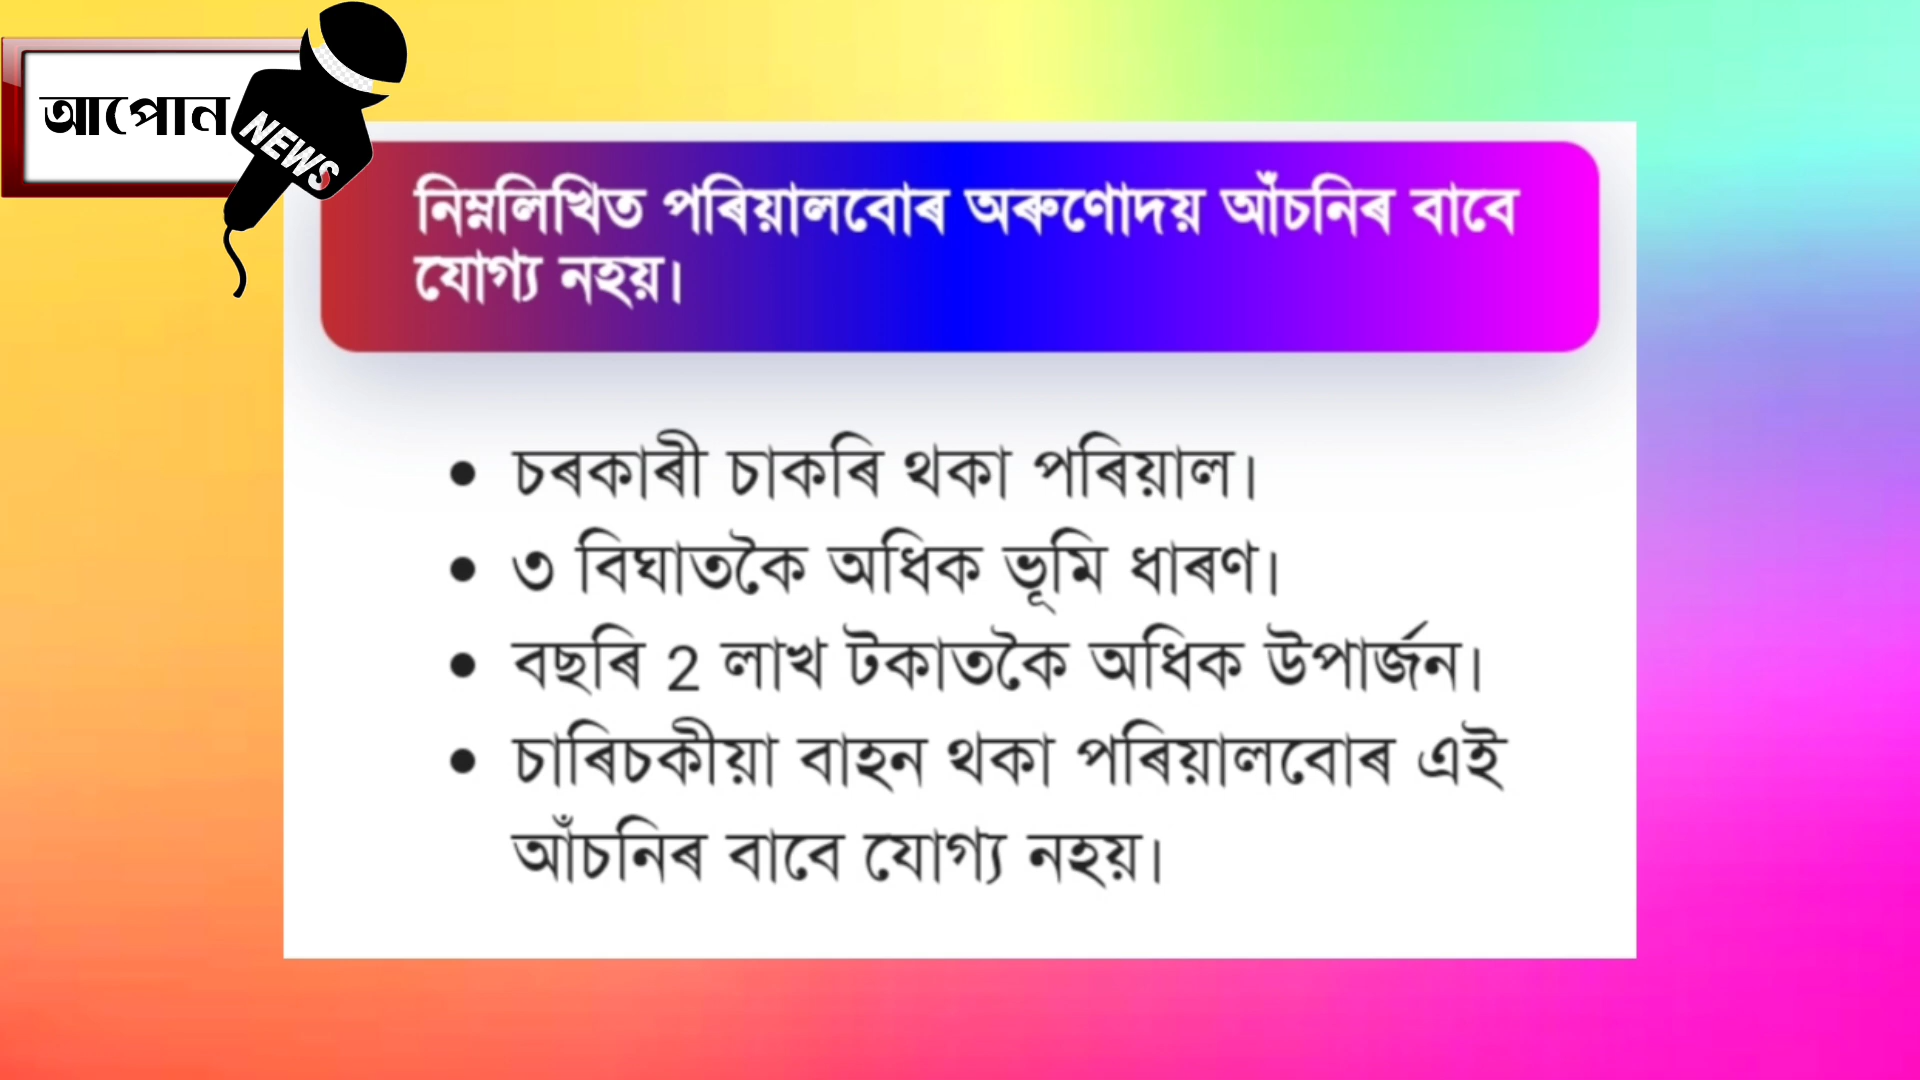 আপোন
NEWS
নিম্নলিখিত পৰিয়ালবোৰ অৰুণোদয় আঁচনিৰ বাবে
যোগ্য নহয়।
• চৰকাৰী চাকৰি থকা পৰিয়াল।
• ৩ বিঘাতকৈ অধিক ভূমি ধাৰণ।
• বছৰি 2 লাখ টকাতকৈ অধিক উপাৰ্জন।
• চাৰিচকীয়া বাহন থকা পৰিয়ালবোৰ এই
আঁচনিৰ বাবে যোগ্য নহয়।